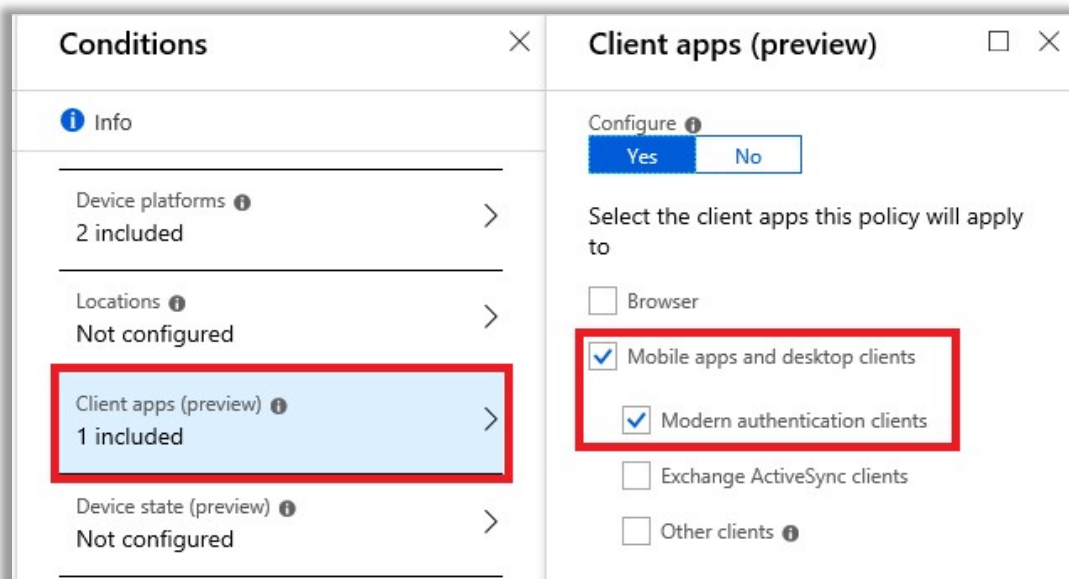 Conditions
Info
Device platforms
2 included
Locations
Not configured
Client apps (preview)
1 included
Device state (preview)
Not configured
Client apps (preview)
Configure
Yes No
Select the client apps this policy will apply
to
Browser
Mobile apps and desktop clients
Modern authentication clients
Exchange ActiveSync clients
Other clients